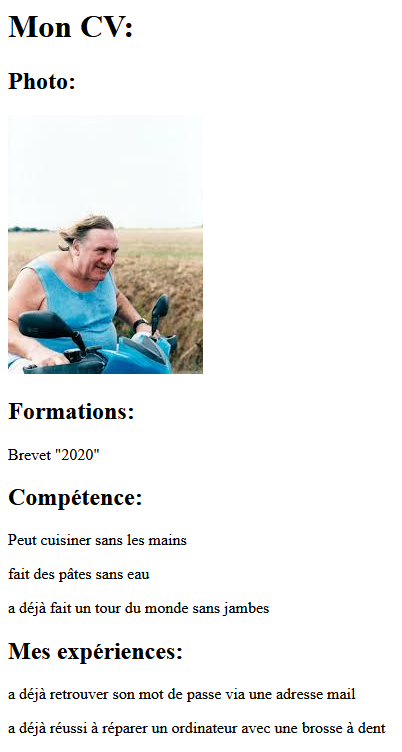 Mon CV:
Photo:
Formations:
Brevet "2020"
Compétence:
Peut cuisiner sans les mains
fait des pâtes sans eau
a déjà fait un tour du monde sans jambes
Mes expériences:
a déjà retrouver son mot de passe via une adresse mail
a déjà réussi à réparer un ordinateur avec une brosse à dent